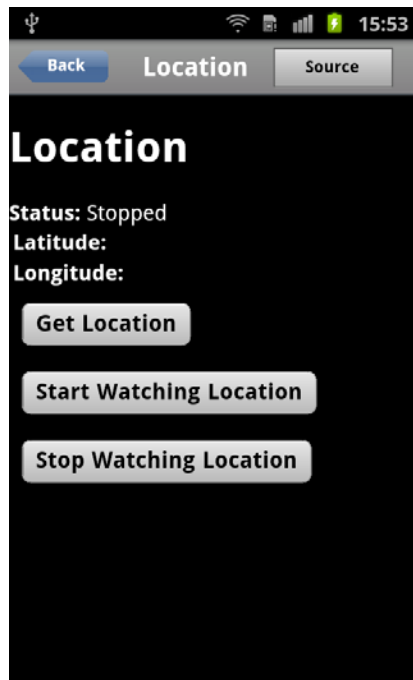 15:53
Back Location Source
Location
Status: Stopped
Latitude:
Longitude:
Get Location
Start Watching Location
Stop Watching Location